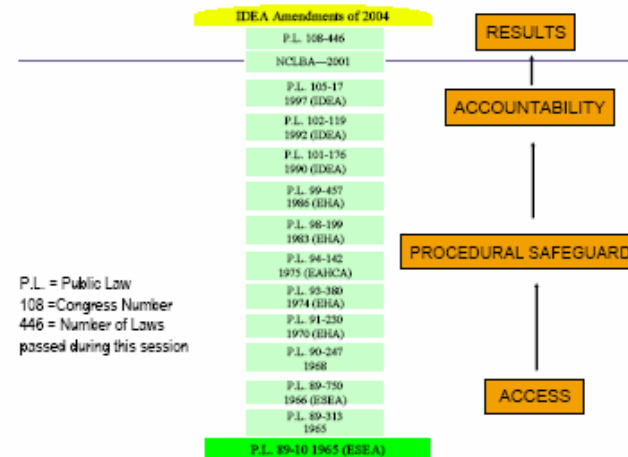 IDEA Amendments of 2004
P.L. 108-446
NCLBA—2001
P.L. 105-17
1997 (IDEA)
P.L. 102-119
1992 (IDEA)
P.L. 101-176
1990 (IDEA)
P.L. 99-457
1986 (EHA)
P.L. 98-199
1983 (EHA)
P.L. 94-142
1975 (EAHCA)
P.L. 93-380
1974 (EHA)
P.L. 91-230
1970 (EHA)
P.L. 90-247
1968
P.L. 89-750
1966 (ESEA)
P.L. 89-313
1965
P.L. 89-10 1965 (ESEA)
P.L. = Public Law
108 =Congress Number
446 = Number of Laws
passed during this session
RESULTS
ACCOUNTABILITY
PROCEDURAL SAFEGUARD
ACCESS